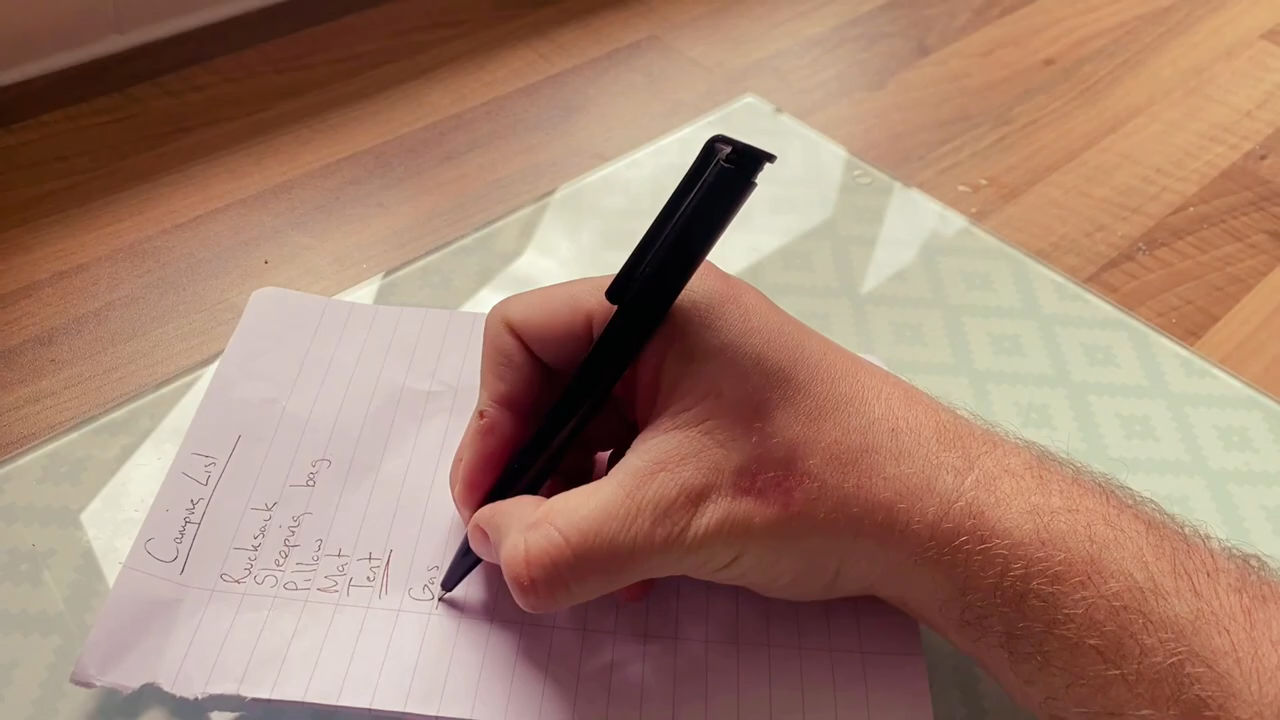 Camping List
Rucksack
Sleeping bag
Pillow
Mat
Tent
Gas